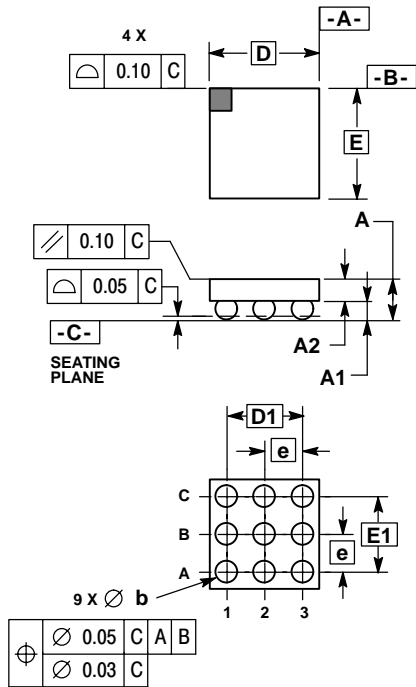 4 X
-A-
⌓ 0.10 C
D
-B-
E
A
⫽ 0.10 C
⌓ 0.05 C
-C-
SEATING
PLANE
A2
A1
D1
e
C
B
A
E1
e
9 X ∅ b
1 2 3
⌖ ∅ 0.05 C A B
∅ 0.03 C